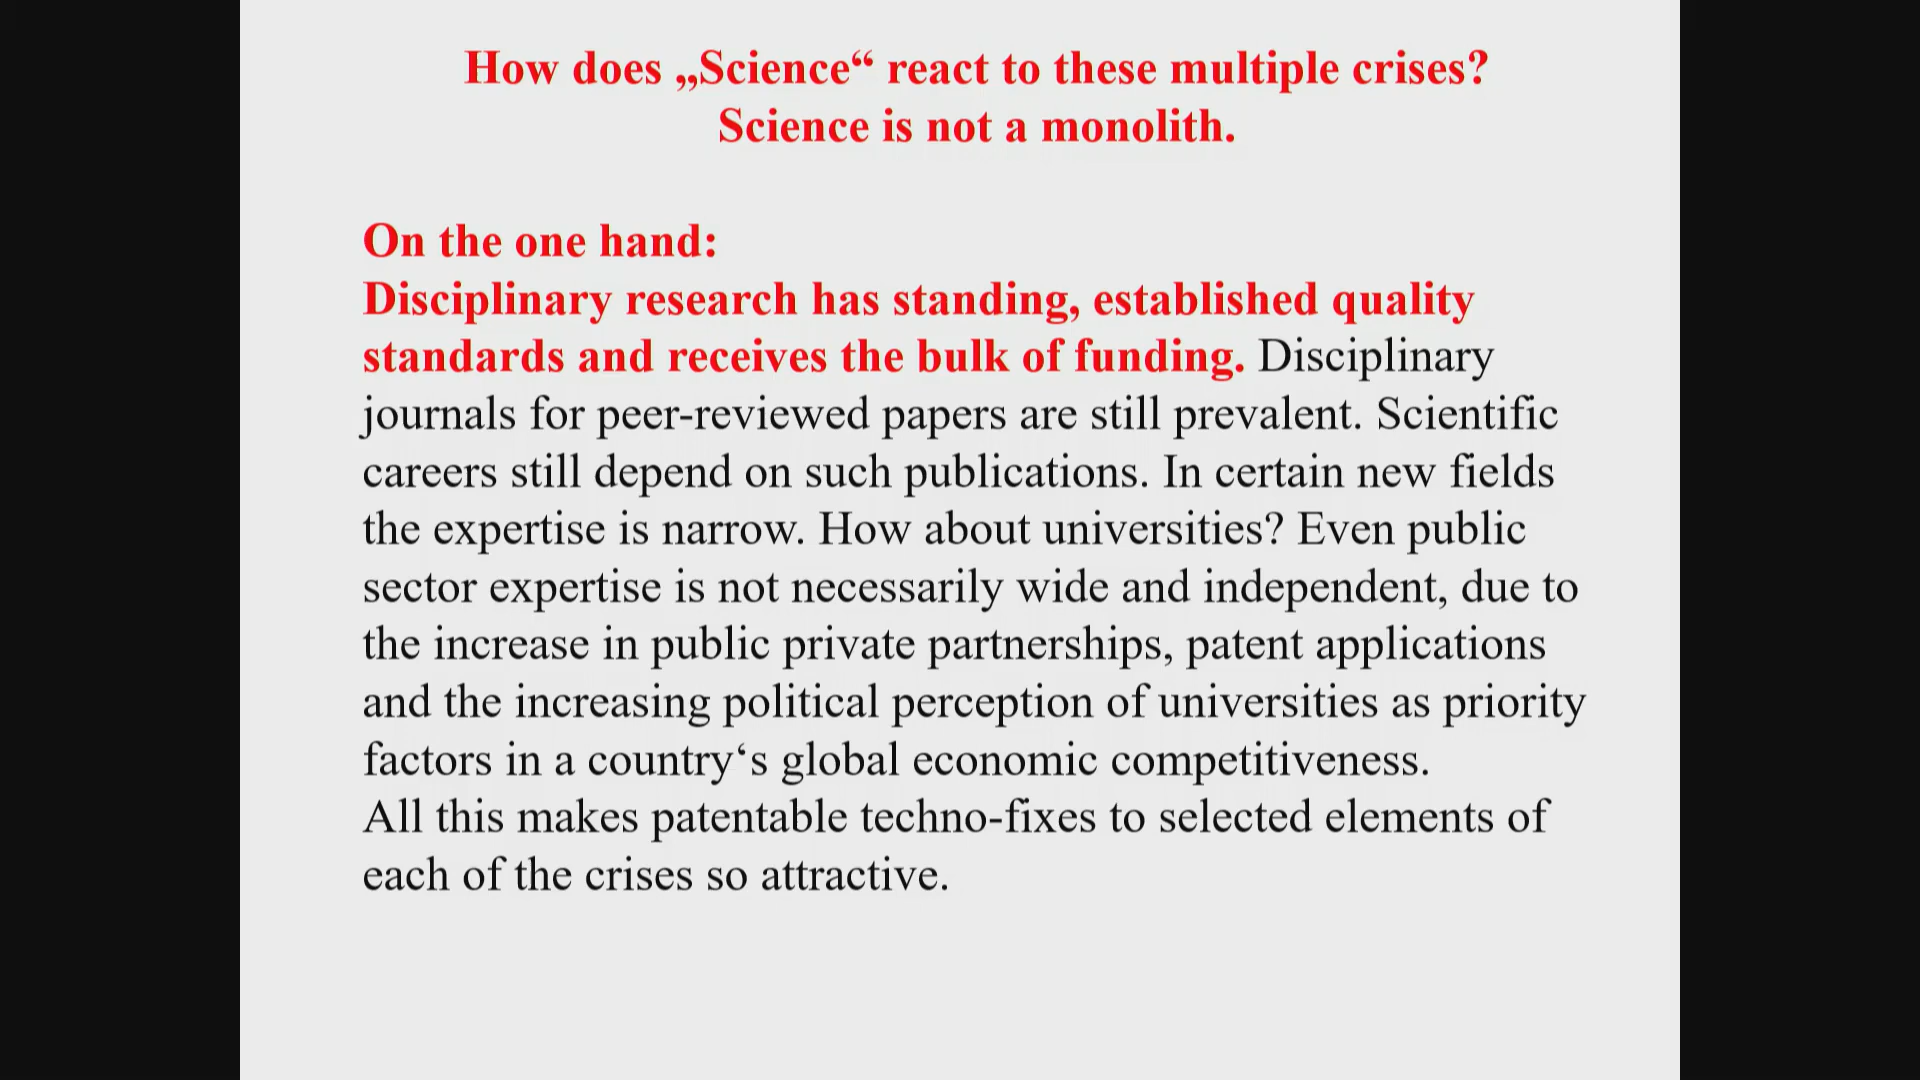 How does „Science“ react to these multiple crises?
Science is not a monolith.
On the one hand:
Disciplinary research has standing, established quality
standards and receives the bulk of funding. Disciplinary
journals for peer-reviewed papers are still prevalent. Scientific
careers still depend on such publications. In certain new fields
the expertise is narrow. How about universities? Even public
sector expertise is not necessarily wide and independent, due to
the increase in public private partnerships, patent applications
and the increasing political perception of universities as priority
factors in a country‘s global economic competitiveness.
All this makes patentable techno-fixes to selected elements of
each of the crises so attractive.